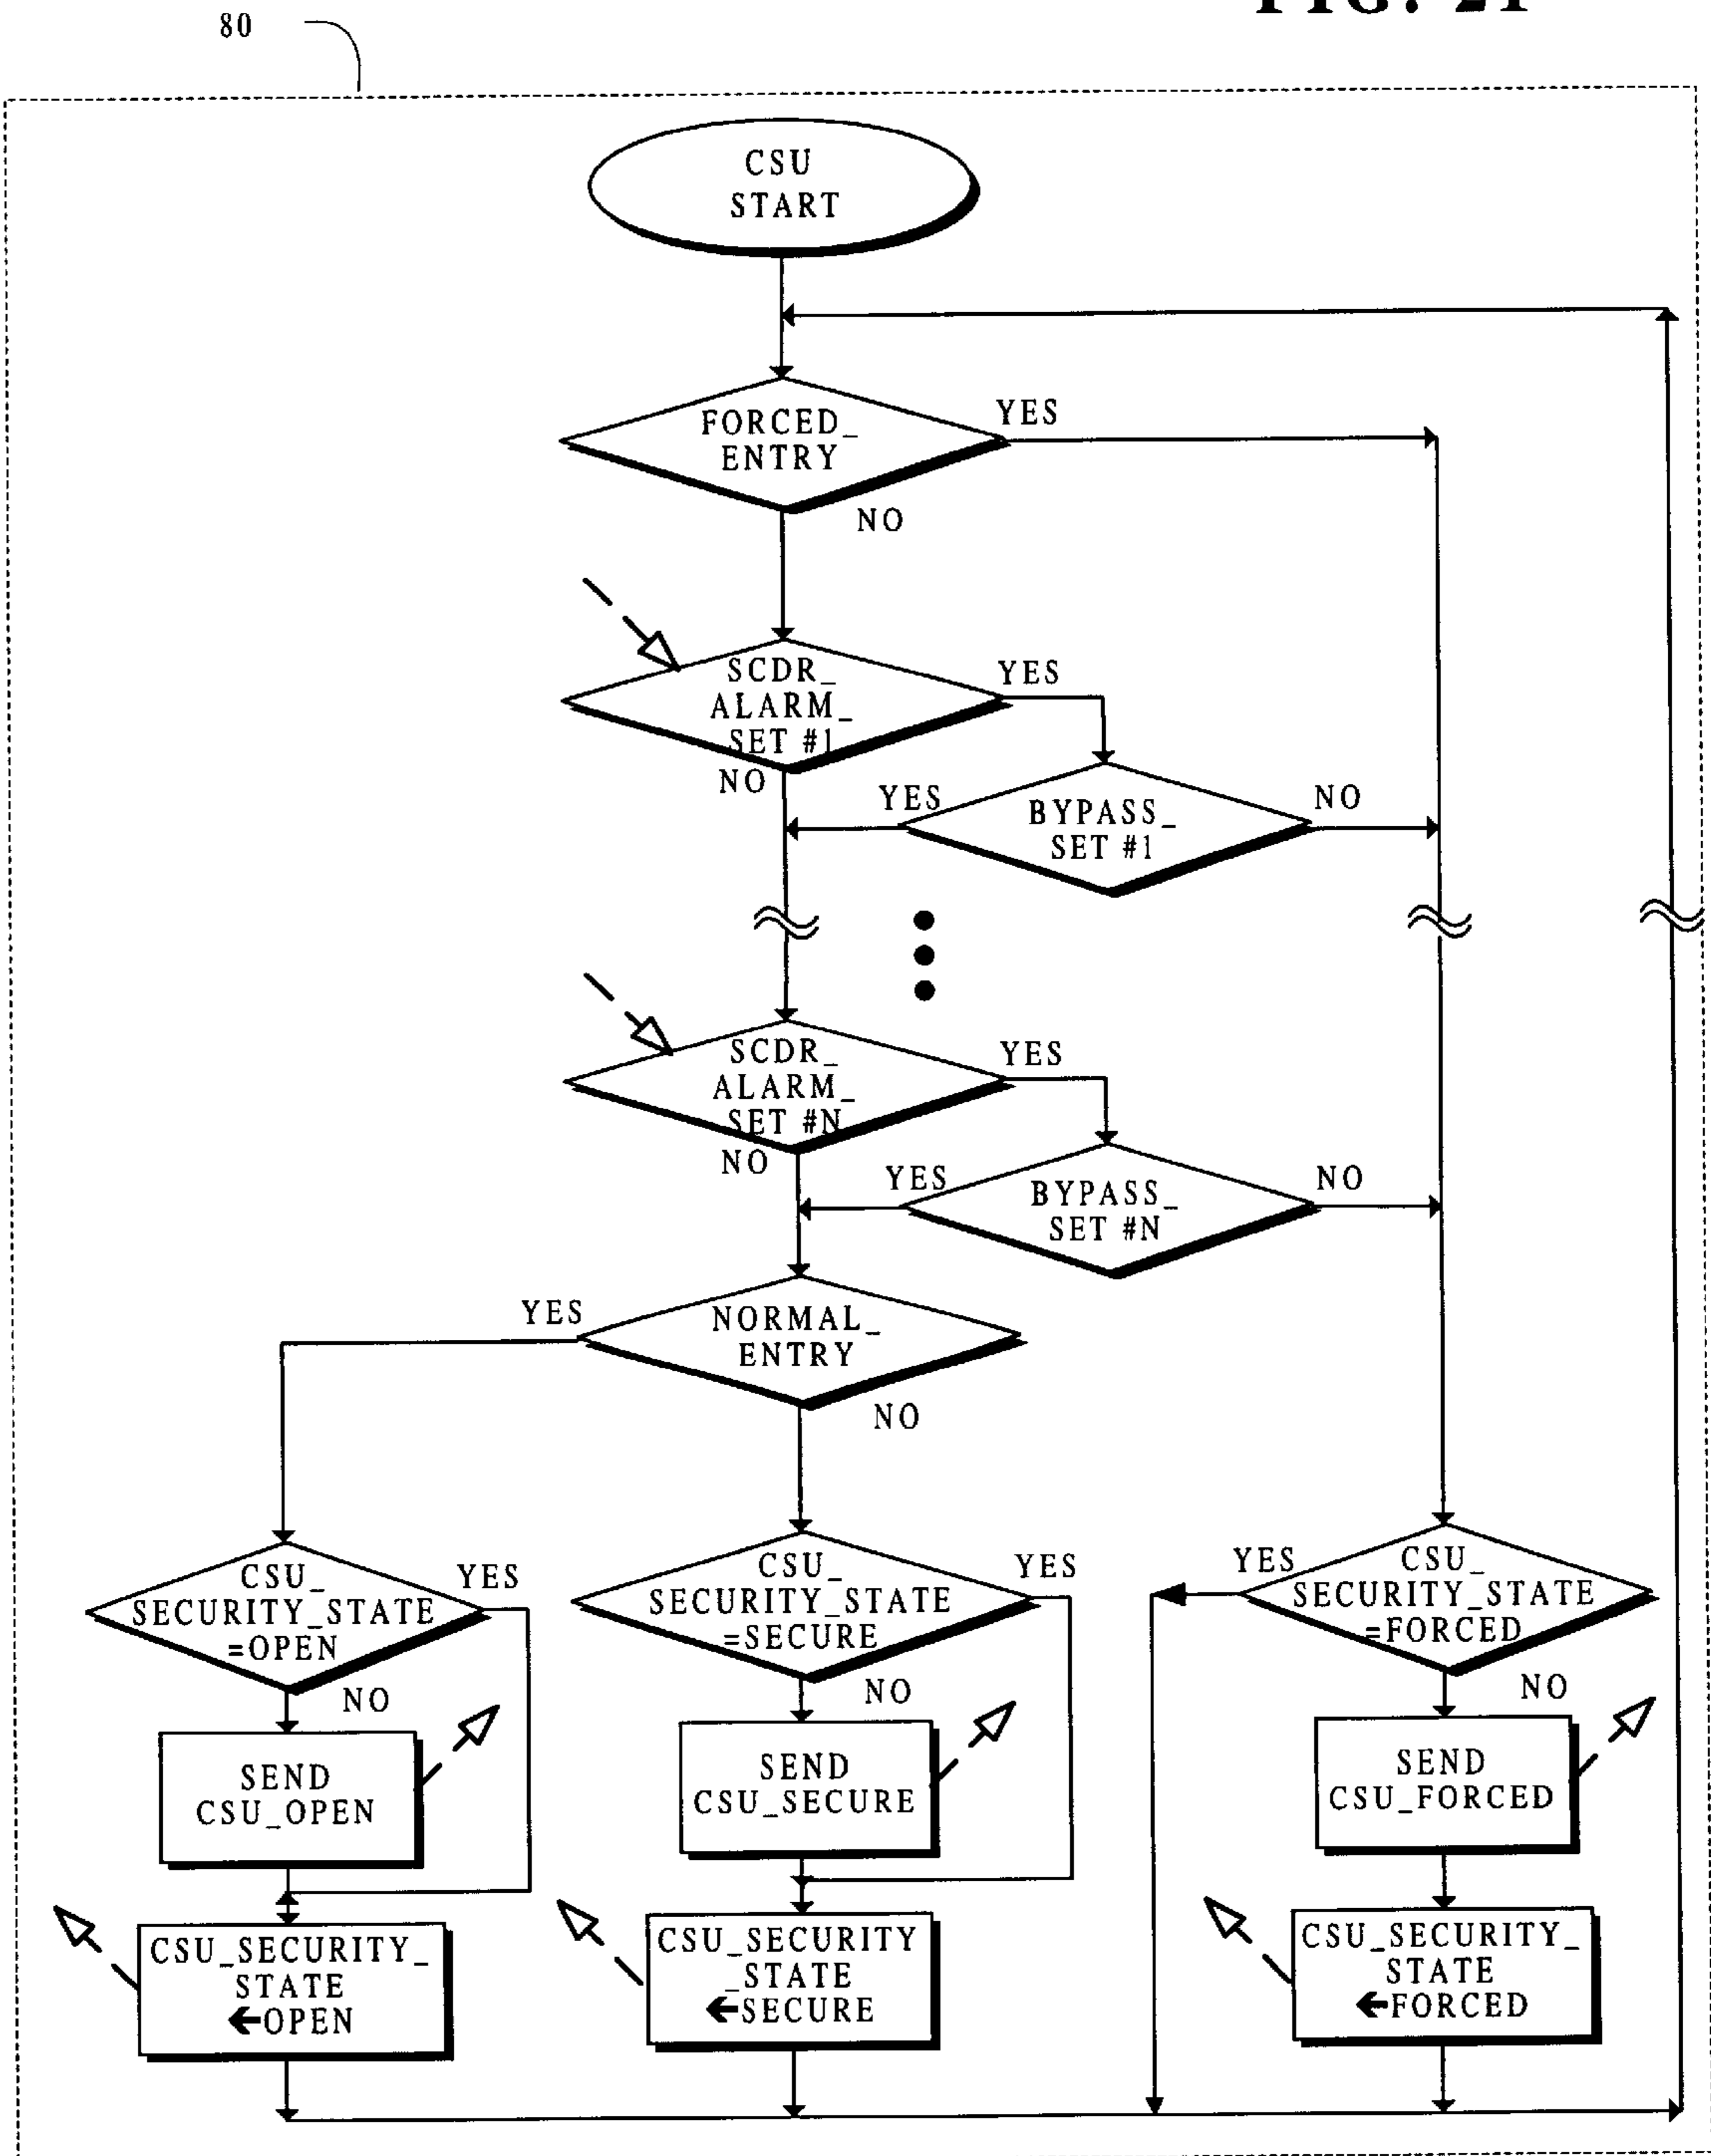 FIG. 21
80
CSU
START
FORCED_
ENTRY
YES
NO
SCDR_
ALARM_
SET #1
YES
NO
BYPASS_
SET #1
YES
NO
SCDR_
ALARM_
SET #N
YES
NO
BYPASS_
SET #N
YES
NO
NORMAL_
ENTRY
YES
NO
CSU_
SECURITY_STATE
=OPEN
YES
NO
CSU_
SECURITY_STATE
=SECURE
YES
NO
CSU_
SECURITY_STATE
=FORCED
YES
NO
SEND
CSU_OPEN
SEND
CSU_SECURE
SEND
CSU_FORCED
CSU_SECURITY_
STATE
←OPEN
CSU_SECURITY
_STATE
←SECURE
CSU_SECURITY_
STATE
←FORCED